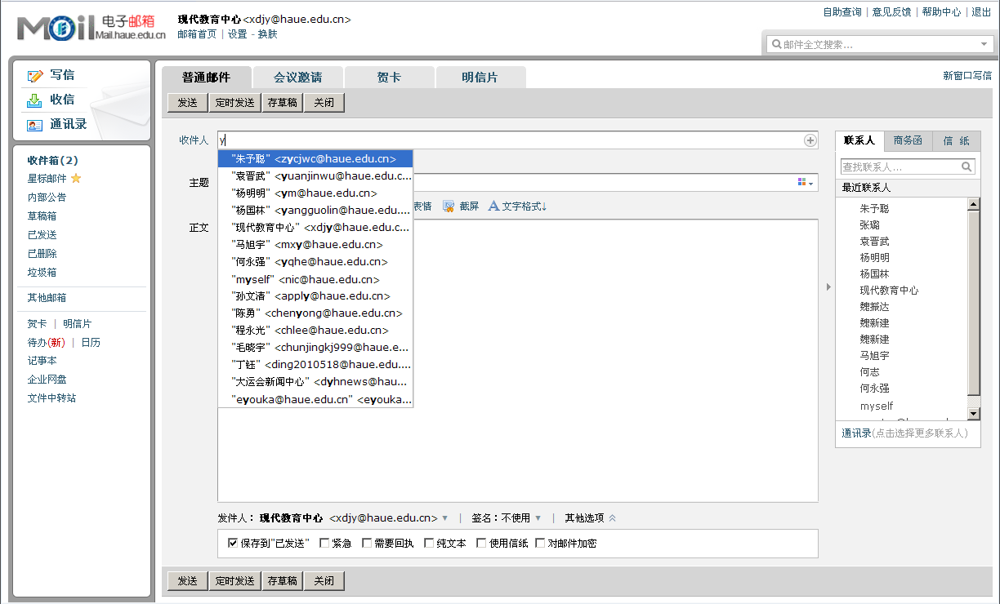 Mail 电子邮箱
Mail.haue.edu.cn
现代教育中心<xdjy@haue.edu.cn>
邮箱首页 | 设置 - 换肤
自助查询 | 意见反馈 | 帮助中心 | 退出
邮件全文搜索...
写信
收信
通讯录
收件箱(2)
星标邮件
内部公告
草稿箱
已发送
已删除
垃圾箱
其他邮箱
贺卡 | 明信片
待办(新) | 日历
记事本
企业网盘
文件中转站
普通邮件 会议邀请 贺卡 明信片
新窗口写信
发送 定时发送 存草稿 关闭
收件人 y
"朱予聪" <zycjwc@haue.edu.cn>
"袁晋武" <yuanjinwu@haue.edu.c...
"杨明明" <ym@haue.edu.cn>
"杨国林" <yangguolin@haue.edu....
"现代教育中心" <xdjy@haue.edu.c...
"马旭宇" <mxy@haue.edu.cn>
"何永强" <yqhe@haue.edu.cn>
"myself" <nic@haue.edu.cn>
"孙文清" <apply@haue.edu.cn>
"陈勇" <chenyong@haue.edu.cn>
"程永光" <chlee@haue.edu.cn>
"毛晓宇" <chunjingkj999@haue.e...
"丁钰" <ding2010518@haue.edu....
"大运会新闻中心" <dyhnews@hau...
"eyouka@haue.edu.cn" <eyouka...
主题
表情 截屏 A 文字格式↓
正文
发件人： 现代教育中心 <xdjy@haue.edu.cn> | 签名：不使用 | 其他选项
保存到"已发送" 紧急 需要回执 纯文本 使用信纸 对邮件加密
发送 定时发送 存草稿 关闭
联系人 商务函 信 纸
查找联系人...
最近联系人
朱予聪
张璐
袁晋武
杨明明
杨国林
现代教育中心
魏振达
魏新建
魏新建
马旭宇
何志
何永强
myself
通讯录(点击选择更多联系人)